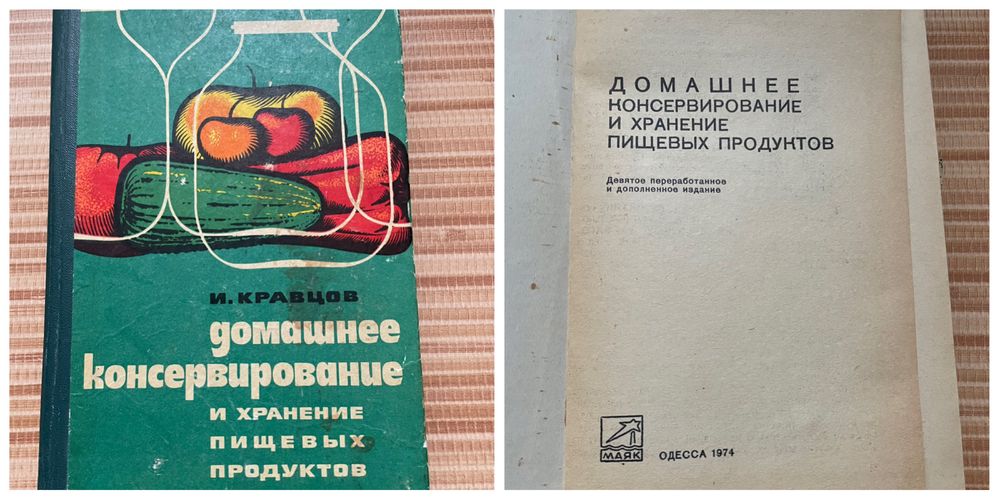 И. КРАВЦОВ
домашнее
консервирование
И ХРАНЕНИЕ
ПИЩЕВЫХ
ПРОДУКТОВ
ДОМАШНЕЕ
КОНСЕРВИРОВАНИЕ
И ХРАНЕНИЕ
ПИЩЕВЫХ ПРОДУКТОВ
Девятое переработанное
и дополненное издание
МАЯК
ОДЕССА 1974